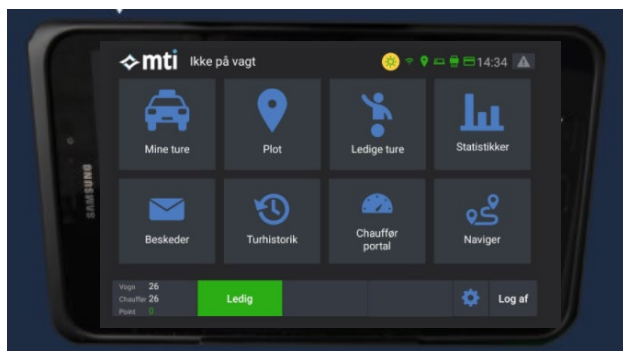 mti Ikke på vagt 14:34
Mine ture
Plot
Ledige ture
Statistikker
Beskeder
Turhistorik
Chauffør
portal
Naviger
Vogn 26
Chauffør 26
Point 0
Ledig
Log af
SAMSUNG